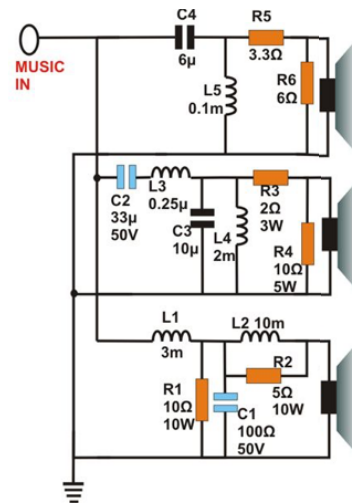 C4
6µ
R5
3.3Ω
MUSIC
IN
L5
0.1m
R6
6Ω
L3
0.25µ
C2
33µ
50V
C3
10µ
L4
2m
R3
2Ω
3W
R4
10Ω
5W
L1
3m
L2 10m
R1
10Ω
10W
R2
5Ω
10W
C1
100Ω
50V